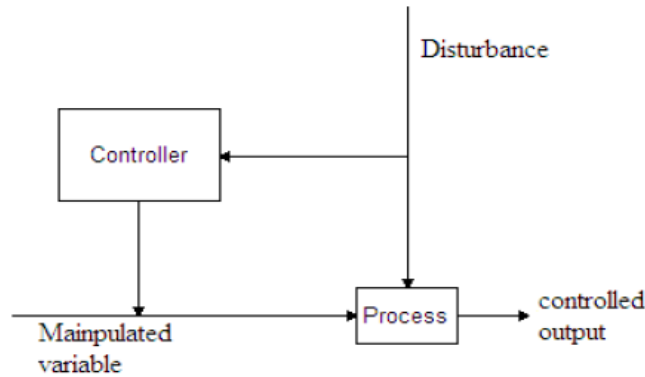 Disturbance
Controller
Process
controlled
output
Mainpulated
variable